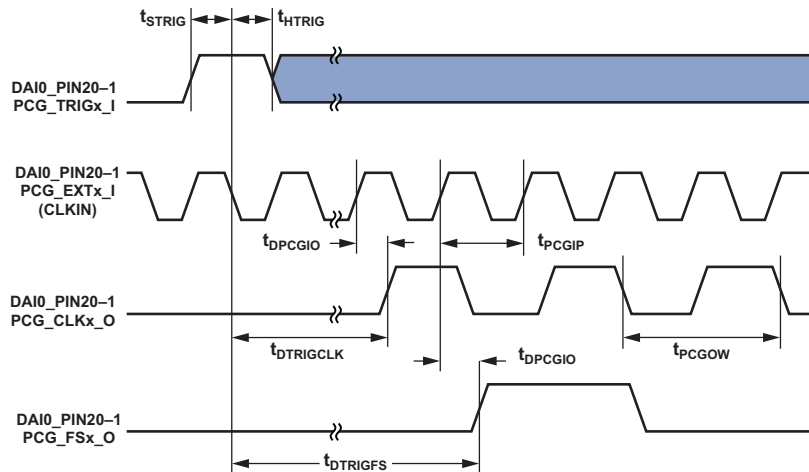 tSTRIG
tHTRIG
DAI0_PIN20–1
PCG_TRIGx_I
DAI0_PIN20–1
PCG_EXTx_I
(CLKIN)
tDPCGIO
tPCGIP
DAI0_PIN20–1
PCG_CLKx_O
tDTRIGCLK
tDPCGIO
tPCGOW
DAI0_PIN20–1
PCG_FSx_O
tDTRIGFS